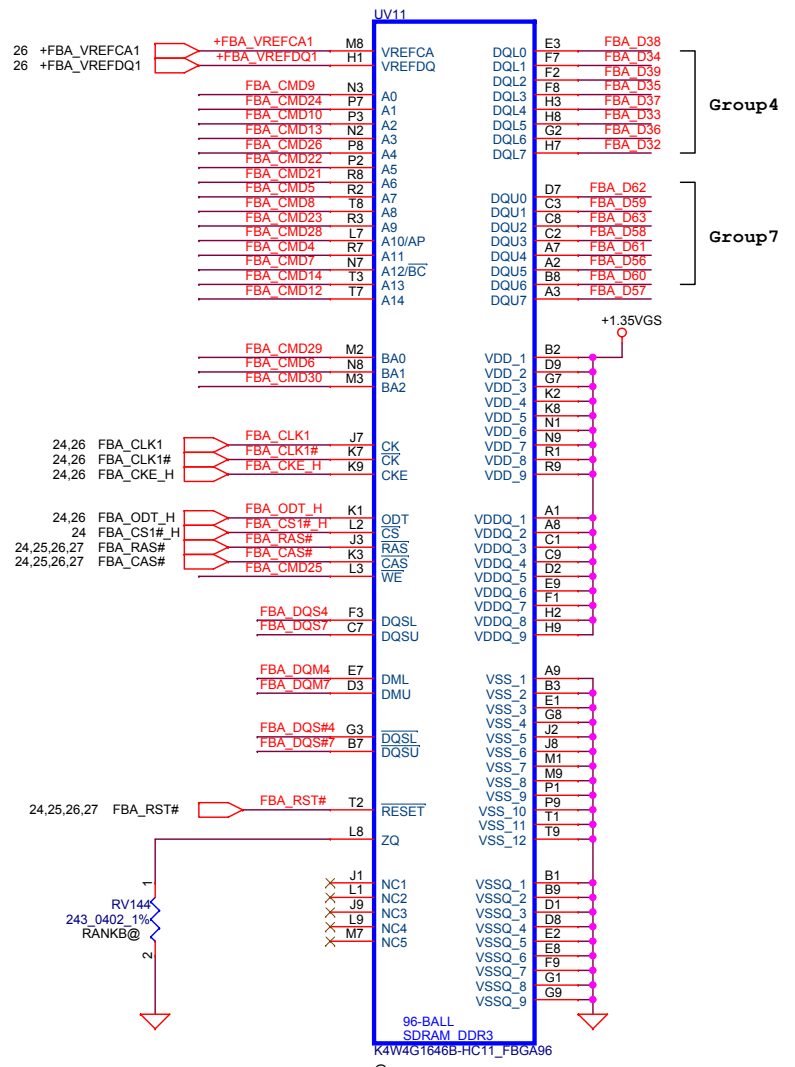 UV11
26 +FBA_VREFCA1 +FBA_VREFCA1 M8 VREFCA DQL0 E3 FBA_D38
26 +FBA_VREFDQ1 +FBA_VREFDQ1 H1 VREFDQ DQL1 F7 FBA_D34
DQL2 F2 FBA_D39
FBA_CMD9 N3 A0 DQL3 F8 FBA_D35
FBA_CMD24 P7 A1 DQL4 H3 FBA_D37 Group4
FBA_CMD10 P3 A2 DQL5 H8 FBA_D33
FBA_CMD13 N2 A3 DQL6 G2 FBA_D36
FBA_CMD26 P8 A4 DQL7 H7 FBA_D32
FBA_CMD22 P2 A5
FBA_CMD21 R8 A6
FBA_CMD5 R2 A7 DQU0 D7 FBA_D62
FBA_CMD8 T8 A8 DQU1 C3 FBA_D59
FBA_CMD23 R3 A9 DQU2 C8 FBA_D63
FBA_CMD28 L7 A10/AP DQU3 C2 FBA_D58 Group7
FBA_CMD4 R7 A11 DQU4 A7 FBA_D61
FBA_CMD7 N7 A12/BC DQU5 A2 FBA_D56
FBA_CMD14 T3 A13 DQU6 B8 FBA_D60
FBA_CMD12 T7 A14 DQU7 A3 FBA_D57
+1.35VGS
FBA_CMD29 M2 BA0 VDD_1 B2
FBA_CMD6 N8 BA1 VDD_2 D9
FBA_CMD30 M3 BA2 VDD_3 G7
VDD_4 K2
VDD_5 K8
VDD_6 N1
24,26 FBA_CLK1 FBA_CLK1 J7 CK VDD_7 N9
24,26 FBA_CLK1# FBA_CLK1# K7 CK VDD_8 R1
24,26 FBA_CKE_H FBA_CKE_H K9 CKE VDD_9 R9
24,26 FBA_ODT_H FBA_ODT_H K1 ODT VDDQ_1 A1
24 FBA_CS1#_H FBA_CS1#_H L2 CS VDDQ_2 A8
24,25,26,27 FBA_RAS# FBA_RAS# J3 RAS VDDQ_3 C1
24,25,26,27 FBA_CAS# FBA_CAS# K3 CAS VDDQ_4 C9
FBA_CMD25 L3 WE VDDQ_5 D2
VDDQ_6 E9
VDDQ_7 F1
FBA_DQS4 F3 DQSL VDDQ_8 H2
FBA_DQS7 C7 DQSU VDDQ_9 H9
FBA_DQM4 E7 DML VSS_1 A9
FBA_DQM7 D3 DMU VSS_2 B3
VSS_3 E1
VSS_4 G8
FBA_DQS#4 G3 DQSL VSS_5 J2
FBA_DQS#7 B7 DQSU VSS_6 J8
VSS_7 M1
VSS_8 M9
VSS_9 P1
24,25,26,27 FBA_RST# FBA_RST# T2 RESET VSS_10 P9
VSS_11 T1
L8 ZQ VSS_12 T9
J1 NC1 VSSQ_1 B1
L1 NC2 VSSQ_2 B9
J9 NC3 VSSQ_3 D1
L9 NC4 VSSQ_4 D8
M7 NC5 VSSQ_5 E2
VSSQ_6 E8
VSSQ_7 F9
VSSQ_8 G1
VSSQ_9 G9
1
RV144
243_0402_1%
RANKB@
2
96-BALL
SDRAM_DDR3
K4W4G1646B-HC11_FBGA96